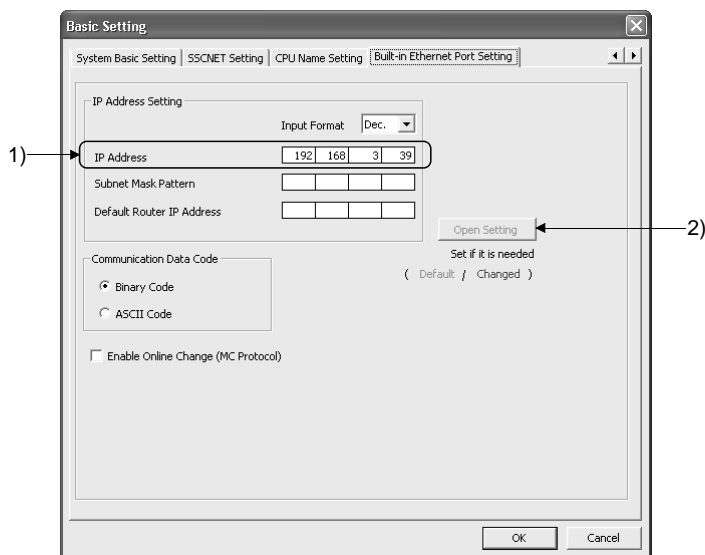 Basic Setting
System Basic Setting SSCNET Setting CPU Name Setting Built-in Ethernet Port Setting
IP Address Setting
Input Format Dec.
1)
IP Address 192 168 3 39
Subnet Mask Pattern
Default Router IP Address
Open Setting
2)
Set if it is needed
( Default / Changed )
Communication Data Code
Binary Code
ASCII Code
Enable Online Change (MC Protocol)
OK Cancel